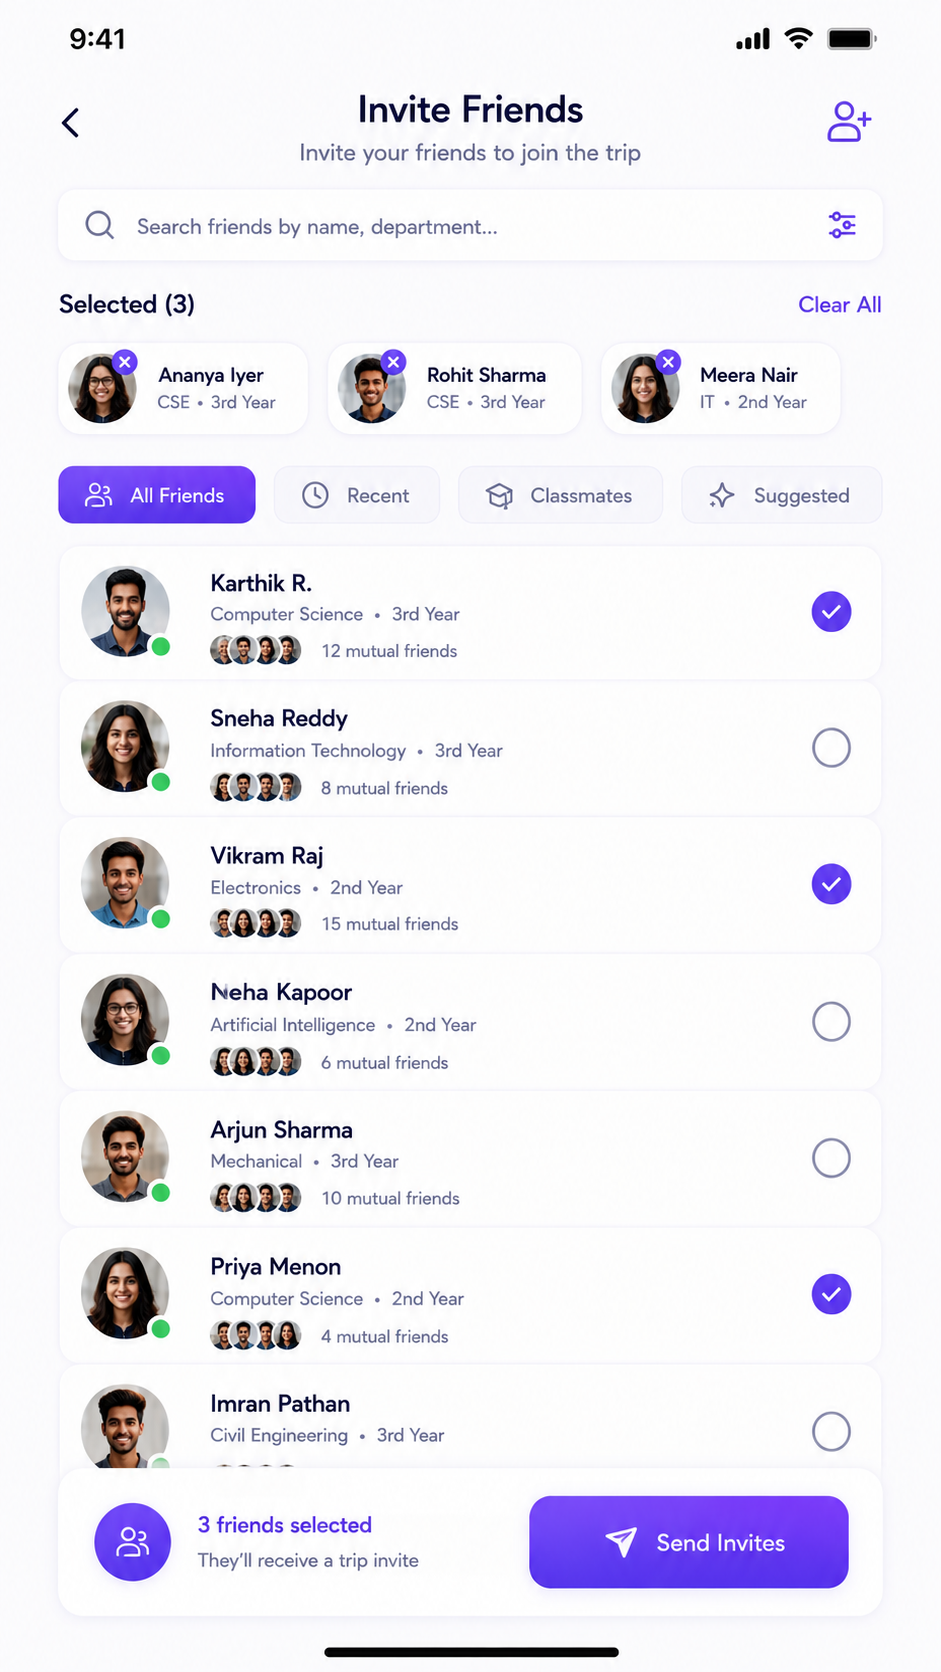 9:41
Invite Friends
Invite your friends to join the trip
Search friends by name, department...
Selected (3)
Clear All
Ananya Iyer
CSE • 3rd Year
Rohit Sharma
CSE • 3rd Year
Meera Nair
IT • 2nd Year
All Friends
Recent
Classmates
Suggested
Karthik R.
Computer Science • 3rd Year
12 mutual friends
Sneha Reddy
Information Technology • 3rd Year
8 mutual friends
Vikram Raj
Electronics • 2nd Year
15 mutual friends
Neha Kapoor
Artificial Intelligence • 2nd Year
6 mutual friends
Arjun Sharma
Mechanical • 3rd Year
10 mutual friends
Priya Menon
Computer Science • 2nd Year
4 mutual friends
Imran Pathan
Civil Engineering • 3rd Year
3 friends selected
They'll receive a trip invite
Send Invites